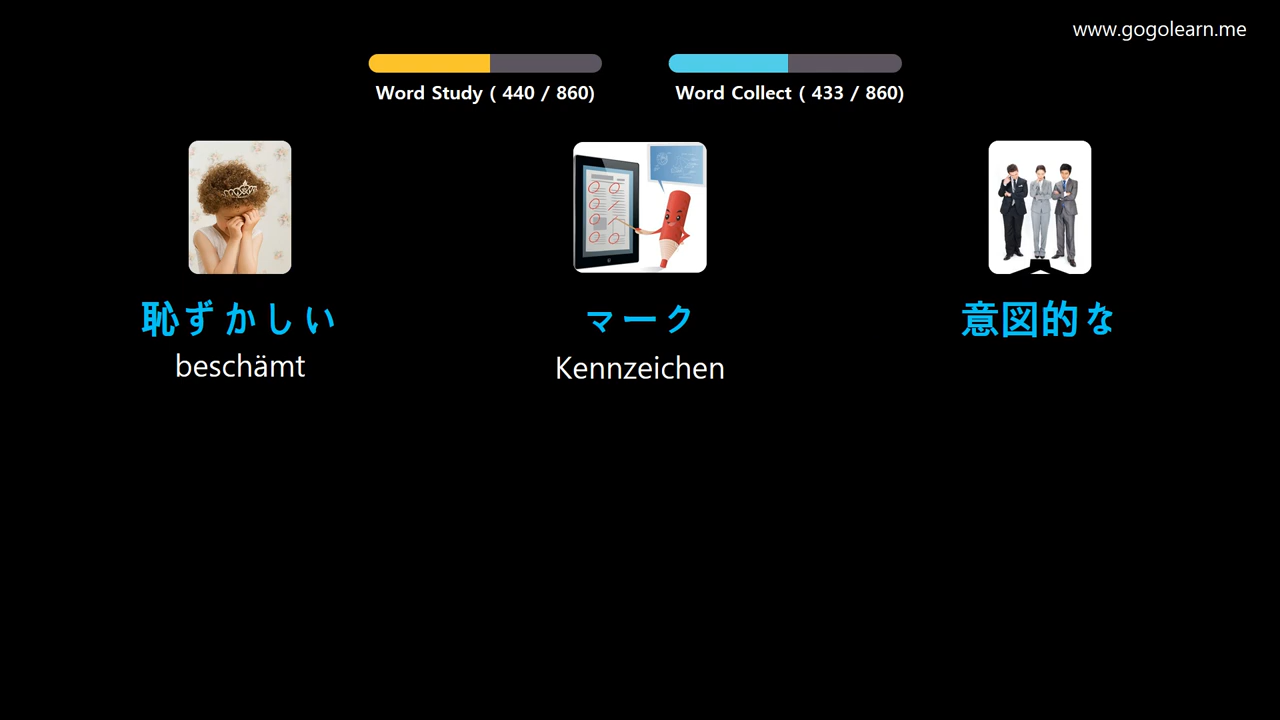 www.gogolearn.me
Word Study ( 440 / 860)
Word Collect ( 433 / 860)
恥ずかしい
マーク
意図的な
beschämt
Kennzeichen